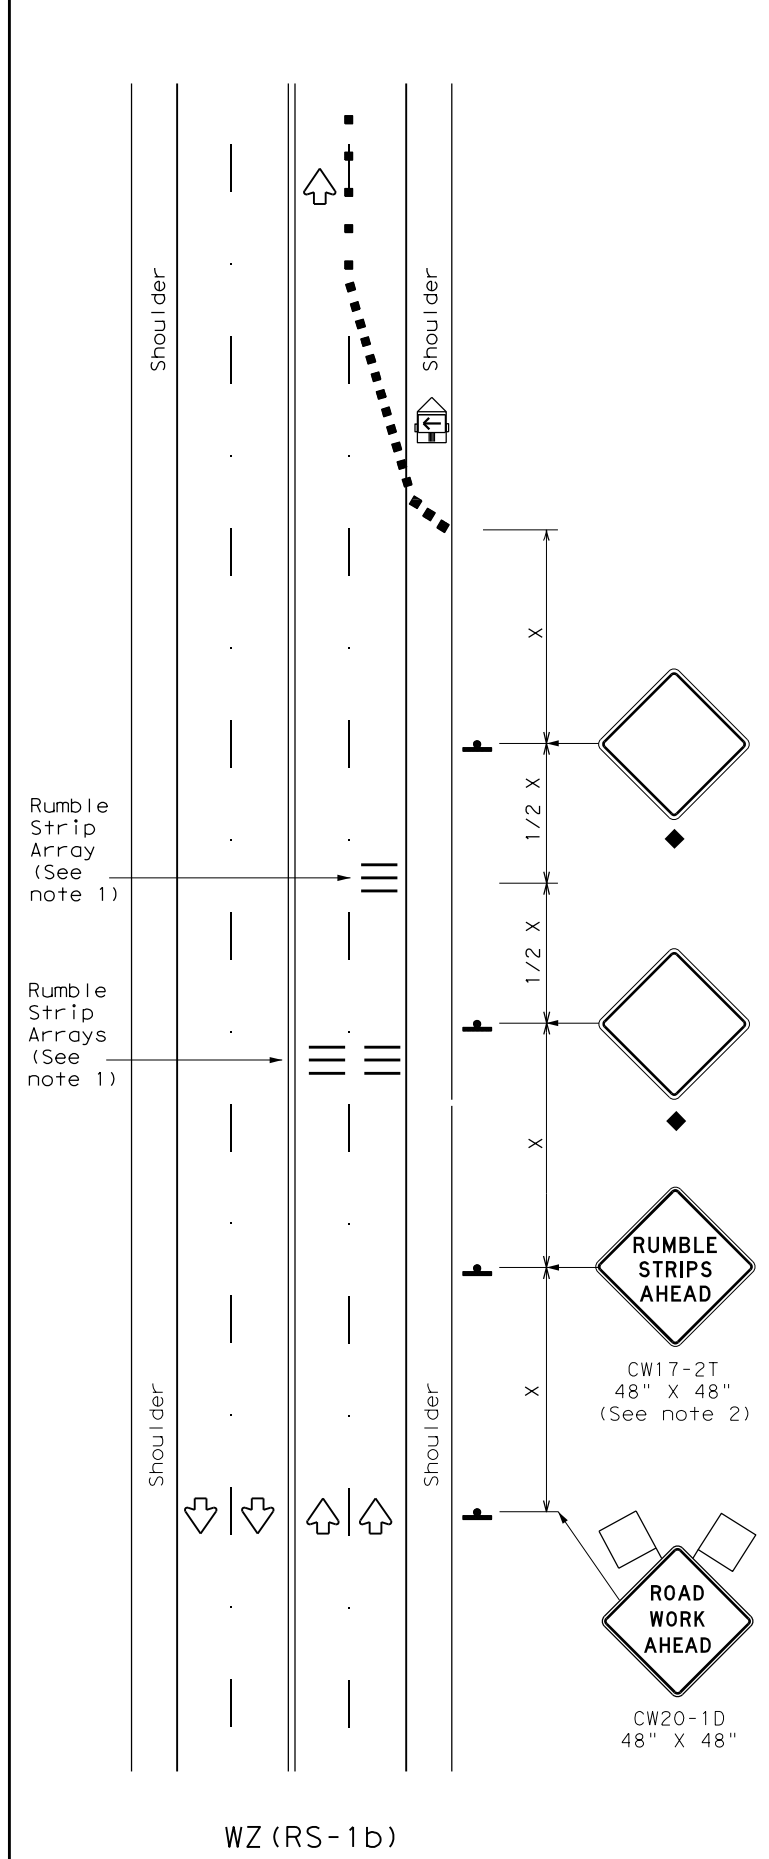 Shoulder
Shoulder
X
1/2 X
Rumble
Strip
Array
(See
note 1)
1/2 X
Rumble
Strip
Arrays
(See
note 1)
X
RUMBLE
STRIPS
AHEAD
CW17-2T
48" X 48"
(See note 2)
X
Shoulder
Shoulder
ROAD
WORK
AHEAD
CW20-1D
48" X 48"
WZ(RS-1b)